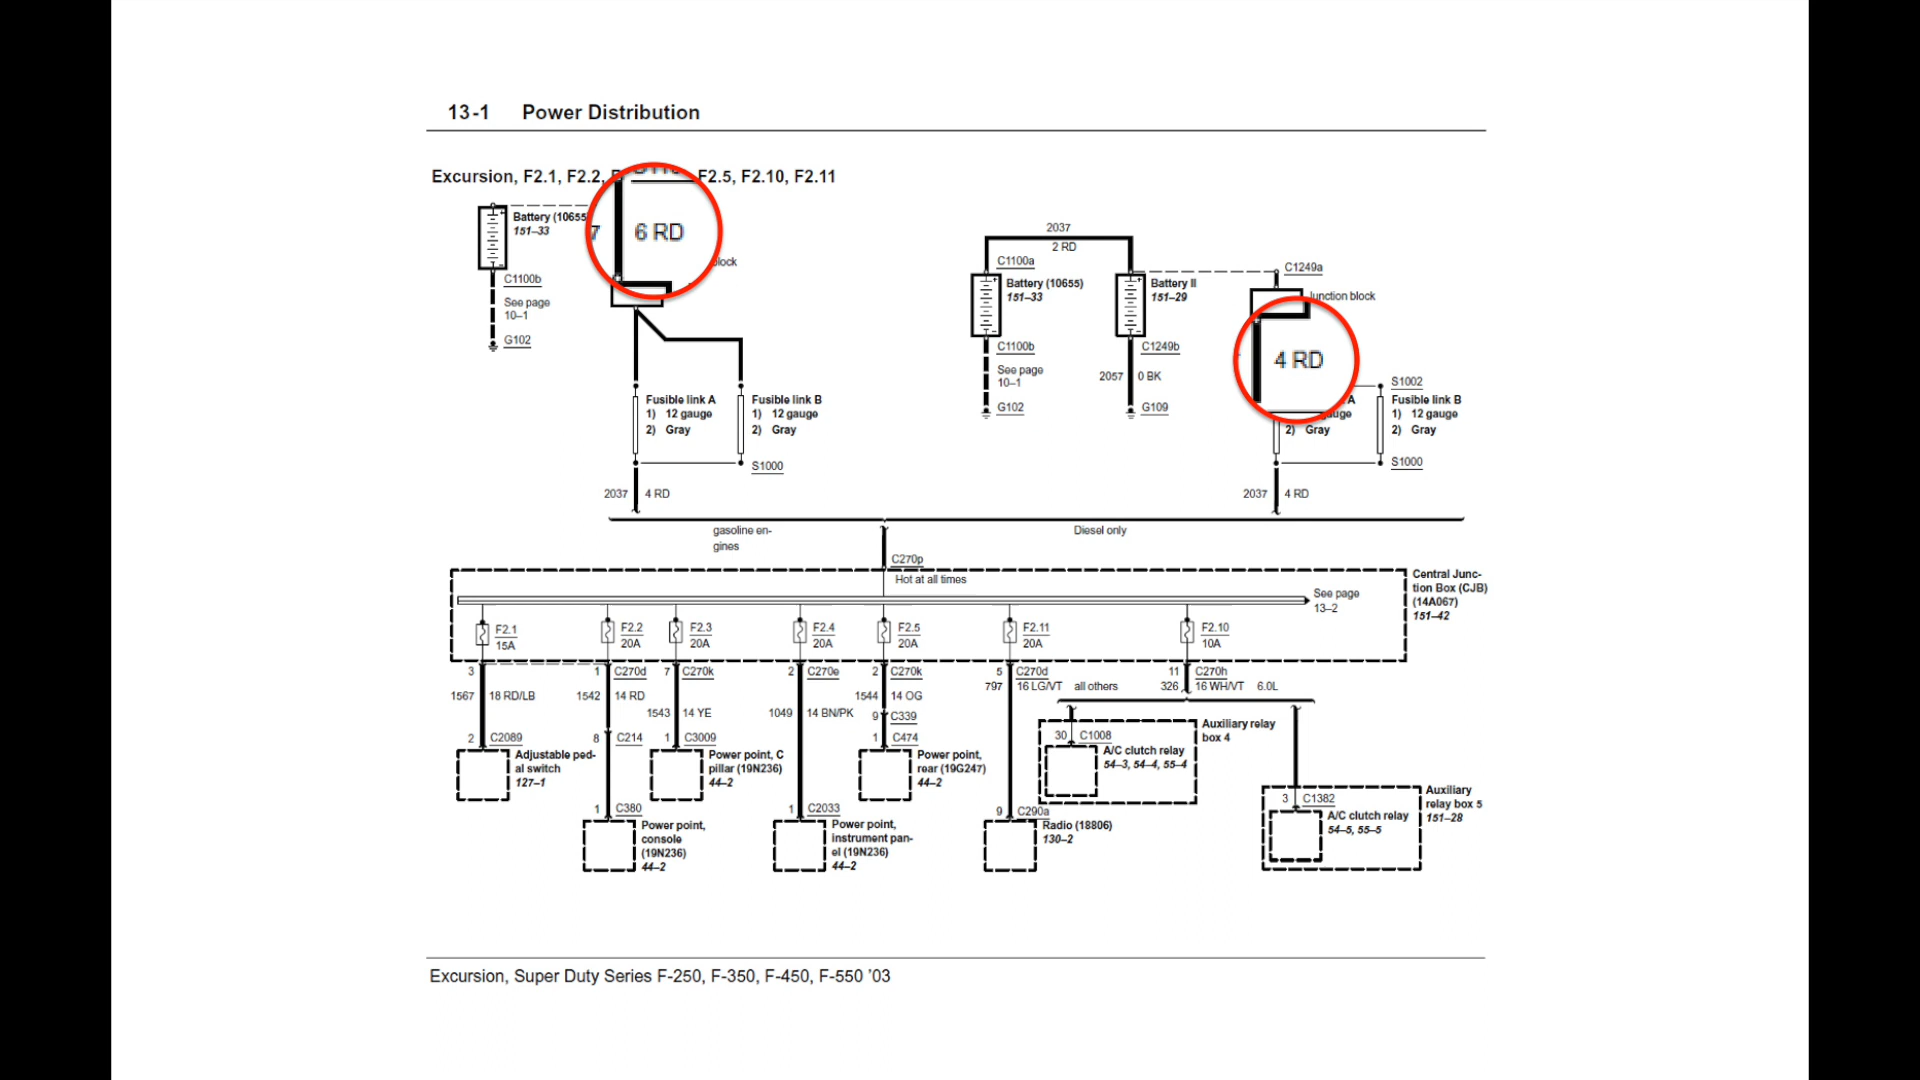 13-1 Power Distribution
Excursion, F2.1, F2.2, F2.5, F2.10, F2.11
Battery (10655
151–33
7
6 RD
lock
C1100b
See page
10–1
G102
Fusible link A
1) 12 gauge
2) Gray
Fusible link B
1) 12 gauge
2) Gray
S1000
2037 4 RD
2037
2 RD
C1100a
Battery (10655)
151–33
Battery II
151–29
C1249a
Junction block
C1100b
See page
10–1
G102
C1249b
2057 0 BK
G109
4 RD
S1002
A
gauge
2) Gray
Fusible link B
1) 12 gauge
2) Gray
S1000
2037 4 RD
gasoline en-
gines
Diesel only
C270p
Hot at all times
See page
13–2
Central Junc-
tion Box (CJB)
(14A067)
151–42
F2.1
15A
F2.2
20A
F2.3
20A
F2.4
20A
F2.5
20A
F2.11
20A
F2.10
10A
3
1 C270d
7 C270k
2 C270e
2 C270k
5 C270d
11 C270h
1567 18 RD/LB
1542 14 RD
1543 14 YE
1049 14 BN/PK
1544 14 OG
797 16 LG/VT
all others
326 16 WH/VT
6.0L
9 C339
2 C2089
8 C214
1 C3009
1 C474
30 C1008
Adjustable ped-
al switch
127–1
Power point, C
pillar (19N236)
44–2
Power point,
rear (19G247)
44–2
A/C clutch relay
54–3, 54–4, 55–4
Auxiliary relay
box 4
1 C380
Power point,
console
(19N236)
44–2
1 C2033
Power point,
instrument pan-
el (19N236)
44–2
9 C290a
Radio (18806)
130–2
3 C1382
A/C clutch relay
54–5, 55–5
Auxiliary
relay box 5
151–28
Excursion, Super Duty Series F-250, F-350, F-450, F-550 ’03